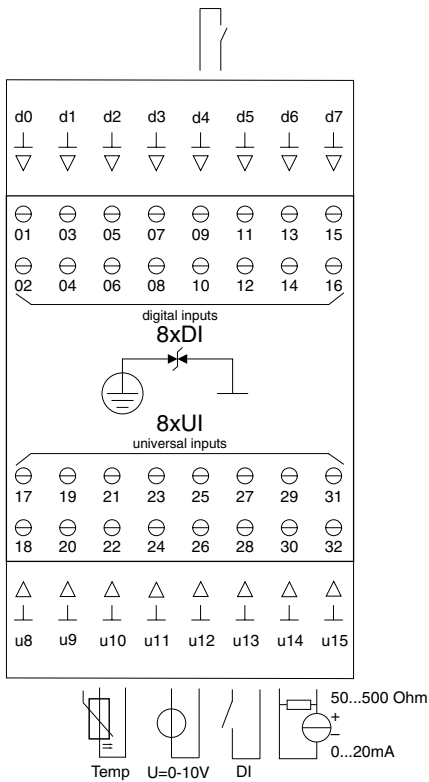 d0 d1 d2 d3 d4 d5 d6 d7
01 03 05 07 09 11 13 15
02 04 06 08 10 12 14 16
digital inputs
8xDI
8xUI
universal inputs
17 19 21 23 25 27 29 31
18 20 22 24 26 28 30 32
u8 u9 u10 u11 u12 u13 u14 u15
50...500 Ohm
+
–
0...20mA
Temp U=0-10V DI